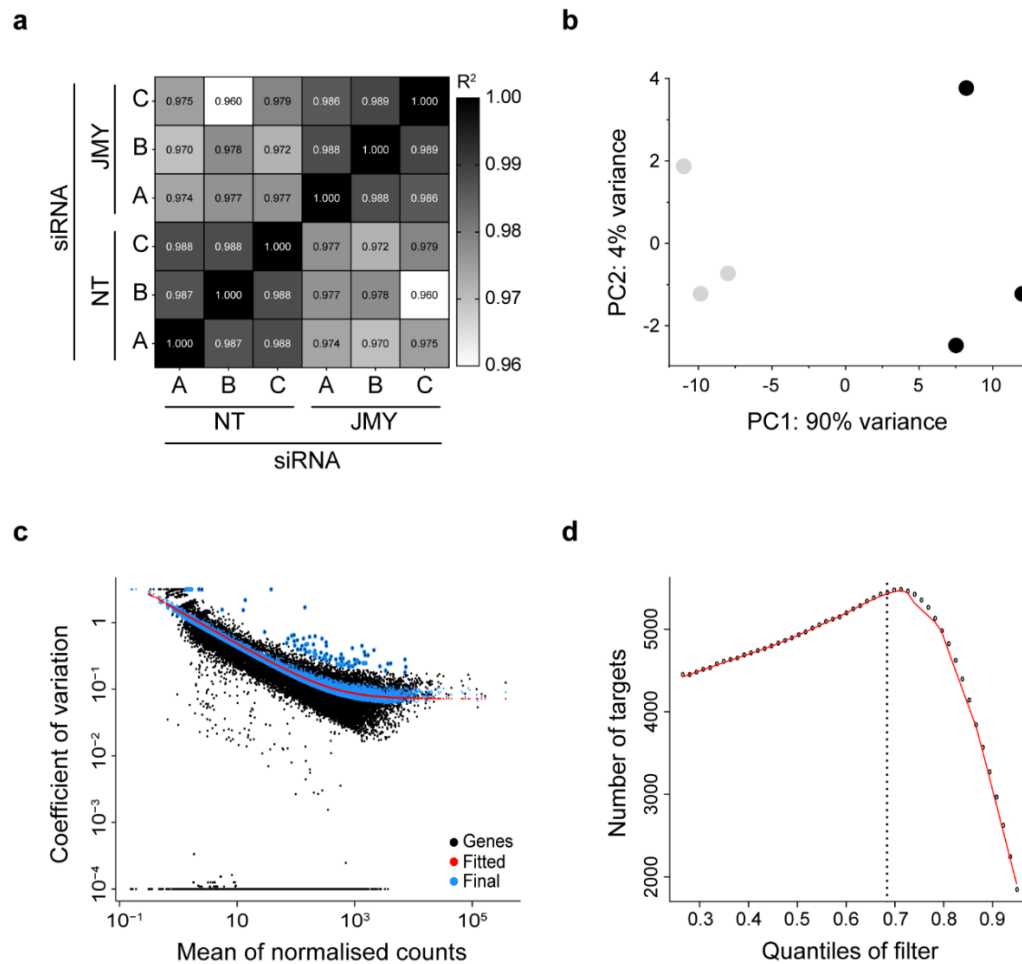 a
R²
siRNA
JMY
NT
C 0.975 0.960 0.979 0.986 0.989 1.000
B 0.970 0.978 0.972 0.988 1.000 0.989
A 0.974 0.977 0.977 1.000 0.988 0.986
C 0.988 0.988 1.000 0.977 0.972 0.979
B 0.987 1.000 0.988 0.977 0.978 0.960
A 1.000 0.987 0.988 0.974 0.970 0.975
A B C A B C
NT JMY
siRNA
1.00
0.99
0.98
0.97
0.96
b
PC2: 4% variance
4
2
0
-2
-10 -5 0 5 10
PC1: 90% variance
c
Coefficient of variation
1
10⁻¹
10⁻²
10⁻³
10⁻⁴
Genes
Fitted
Final
10⁻¹ 10 10³ 10⁵
Mean of normalised counts
d
Number of targets
5000
4000
3000
2000
0.3 0.4 0.5 0.6 0.7 0.8 0.9
Quantiles of filter